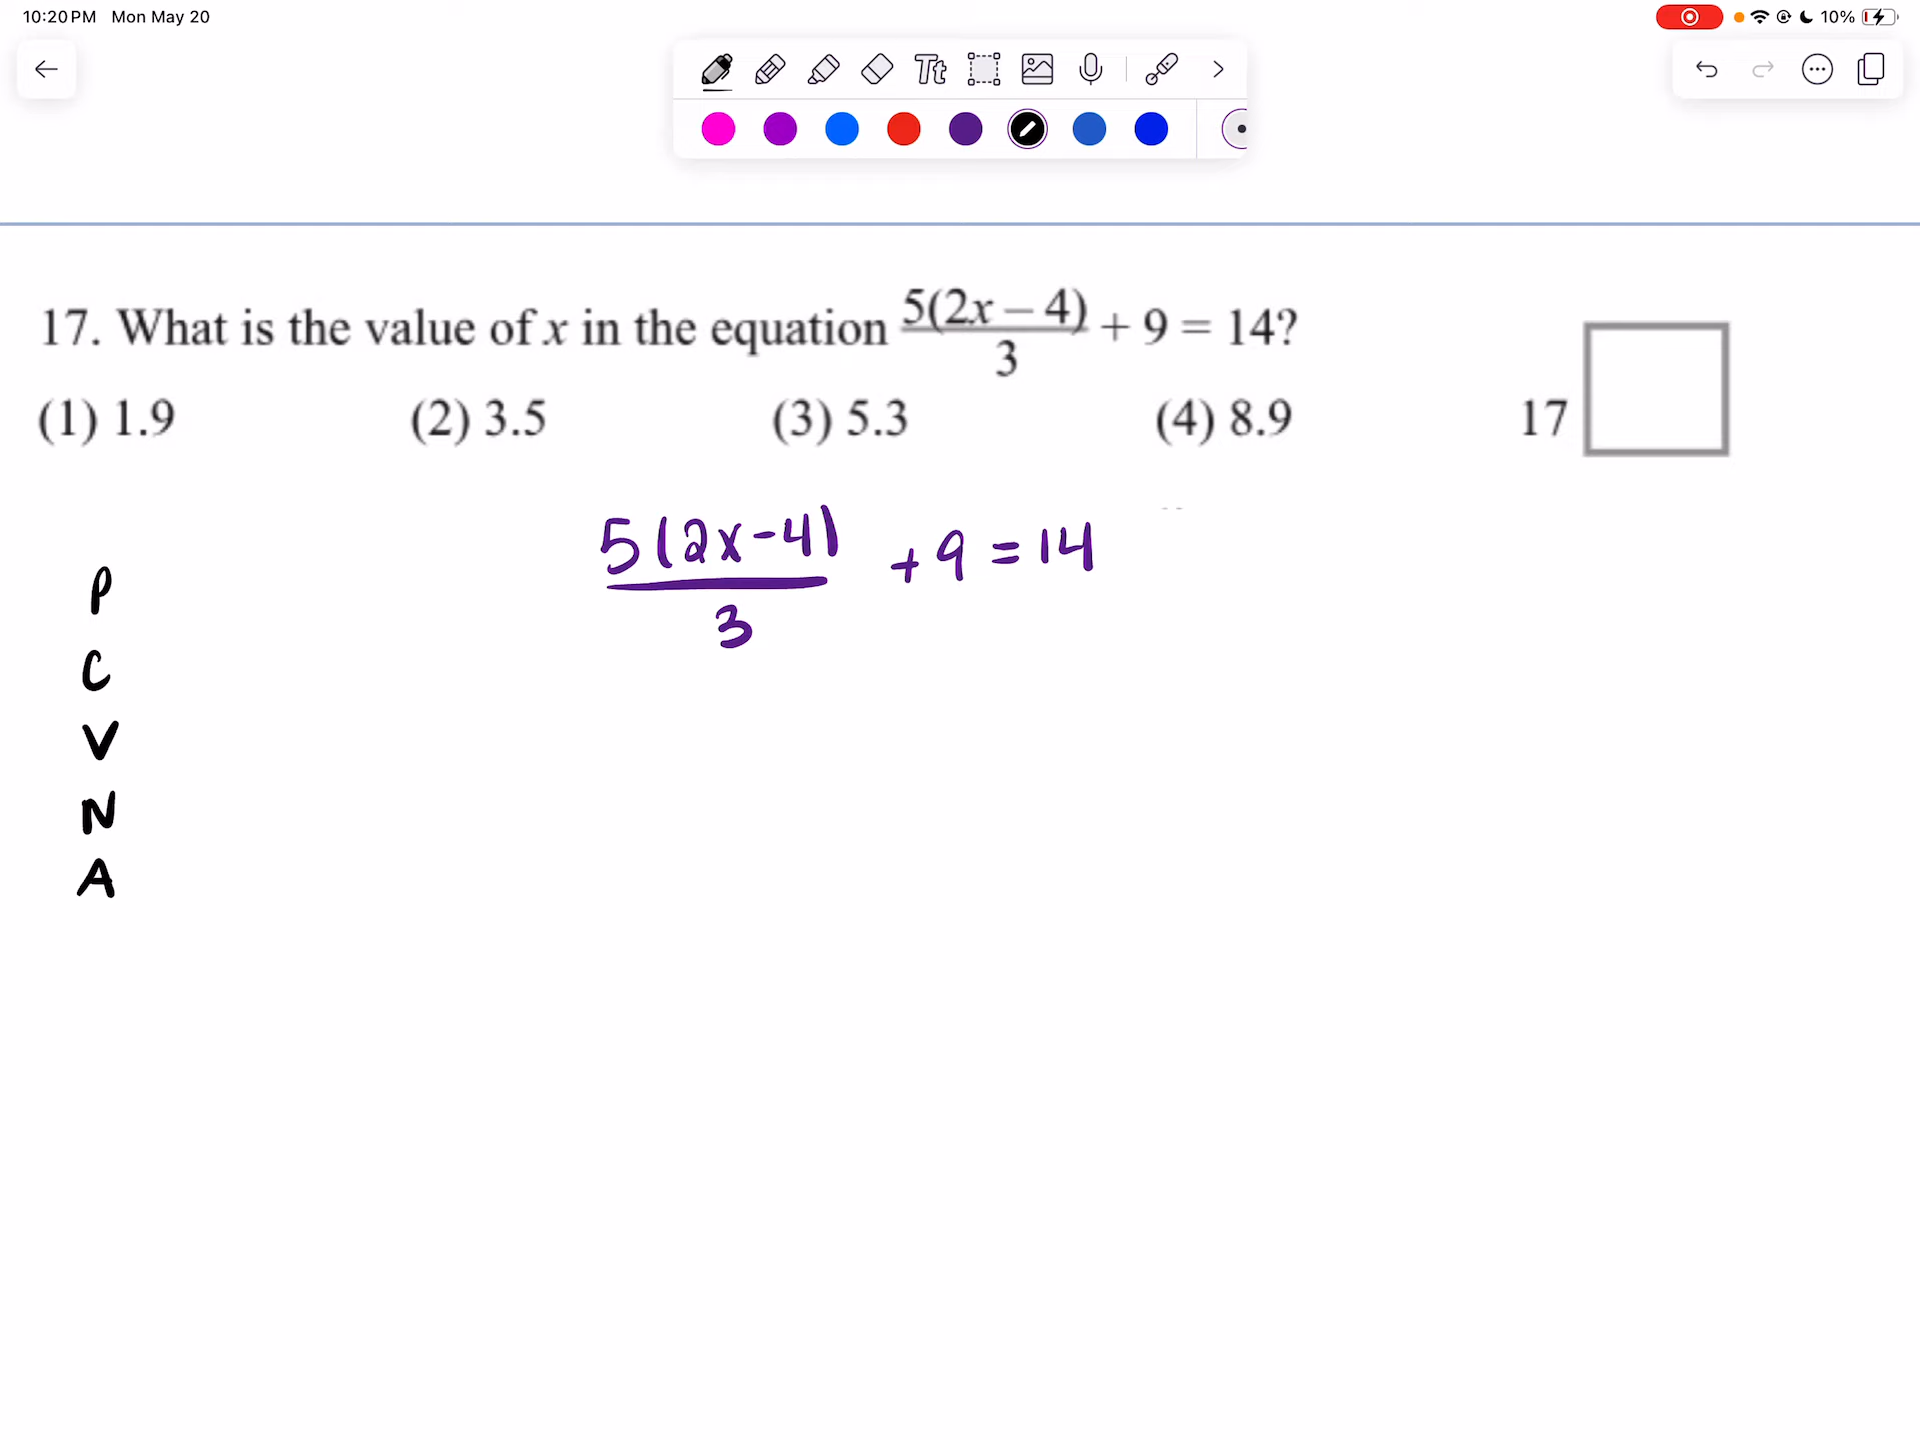 10:20 PM Mon May 20
10%
Tt
17. What is the value of x in the equation 5(2x – 4)/3 + 9 = 14?
(1) 1.9 (2) 3.5 (3) 5.3 (4) 8.9 17
5(2x-4)/3 +9 = 14
P
C
V
N
A